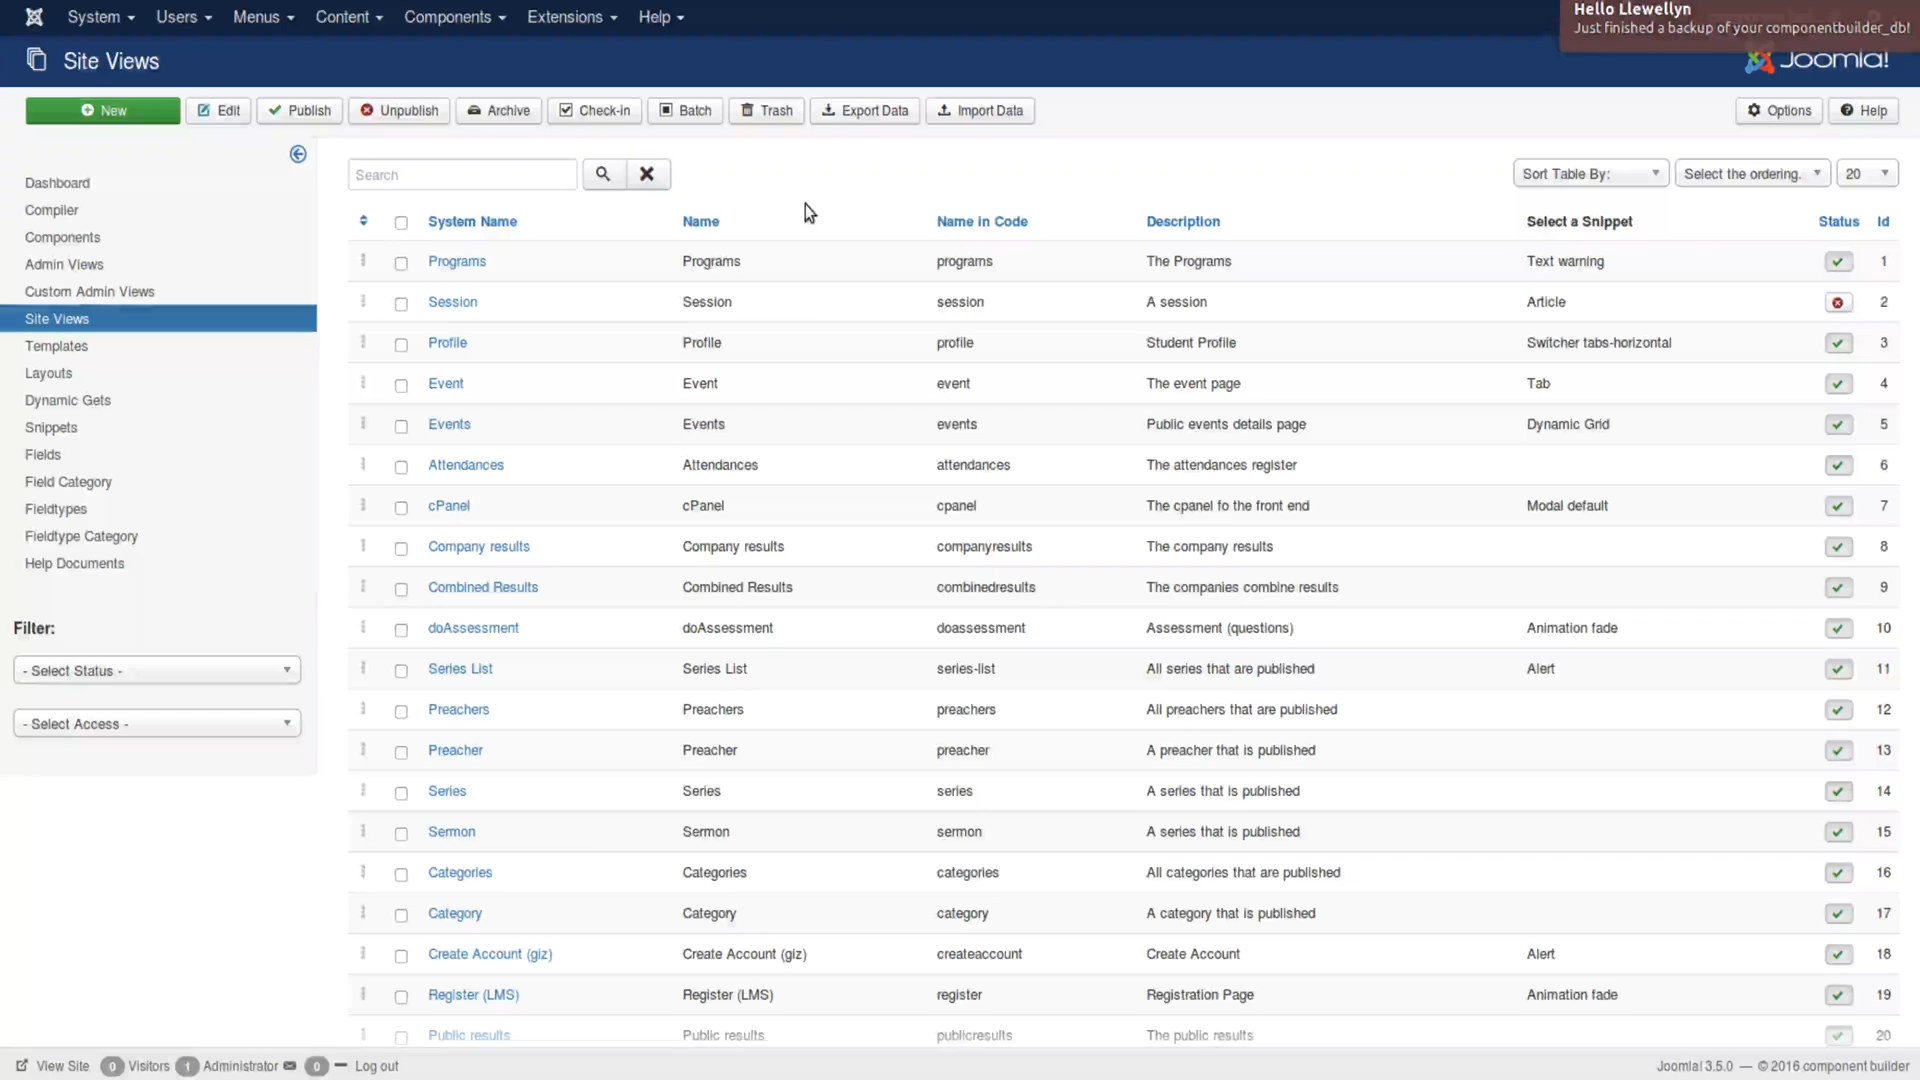 System Users Menus Content Components Extensions Help
Hello Llewellyn
Just finished a backup of your componentbuilder_db!
Site Views
Joomla!
New Edit Publish Unpublish Archive Check-in Batch Trash Export Data Import Data Options Help
Dashboard
Compiler
Components
Admin Views
Custom Admin Views
Site Views
Templates
Layouts
Dynamic Gets
Snippets
Fields
Field Category
Fieldtypes
Fieldtype Category
Help Documents
Filter:
- Select Status -
- Select Access -
Search Sort Table By: Select the ordering. 20
System Name Name Name in Code Description Select a Snippet Status Id
Programs Programs programs The Programs Text warning 1
Session Session session A session Article 2
Profile Profile profile Student Profile Switcher tabs-horizontal 3
Event Event event The event page Tab 4
Events Events events Public events details page Dynamic Grid 5
Attendances Attendances attendances The attendances register 6
cPanel cPanel cpanel The cpanel fo the front end Modal default 7
Company results Company results companyresults The company results 8
Combined Results Combined Results combinedresults The companies combine results 9
doAssessment doAssessment doassessment Assessment (questions) Animation fade 10
Series List Series List series-list All series that are published Alert 11
Preachers Preachers preachers All preachers that are published 12
Preacher Preacher preacher A preacher that is published 13
Series Series series A series that is published 14
Sermon Sermon sermon A series that is published 15
Categories Categories categories All categories that are published 16
Category Category category A category that is published 17
Create Account (giz) Create Account (giz) createaccount Create Account Alert 18
Register (LMS) Register (LMS) register Registration Page Animation fade 19
Public results Public results publicresults The public results 20
View Site 0 Visitors 1 Administrator 0 Log out Joomla! 3.5.0 — © 2016 component builder